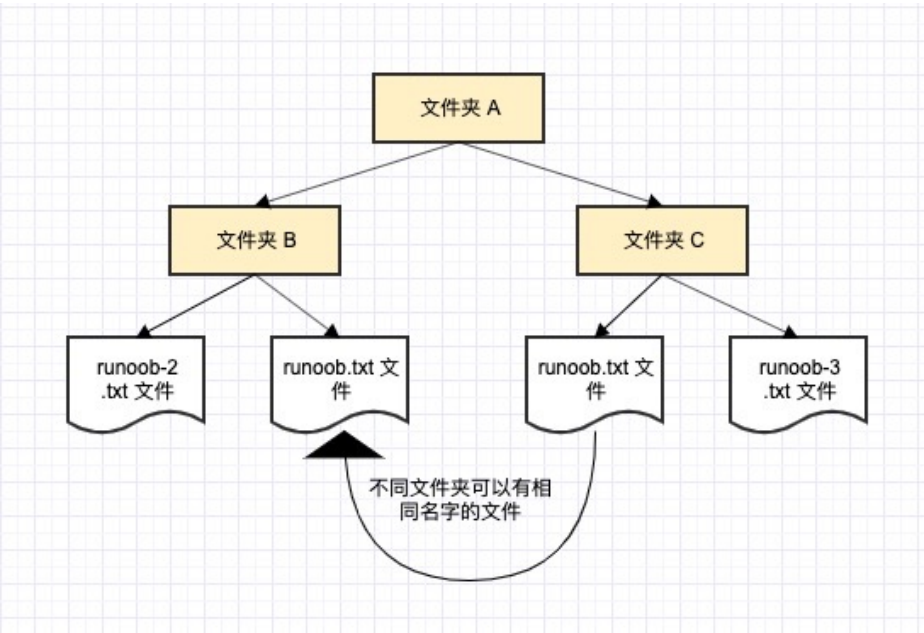 文件夹 A
文件夹 B
文件夹 C
runoob-2
.txt 文件
runoob.txt 文
件
runoob.txt 文
件
runoob-3
.txt 文件
不同文件夹可以有相
同名字的文件